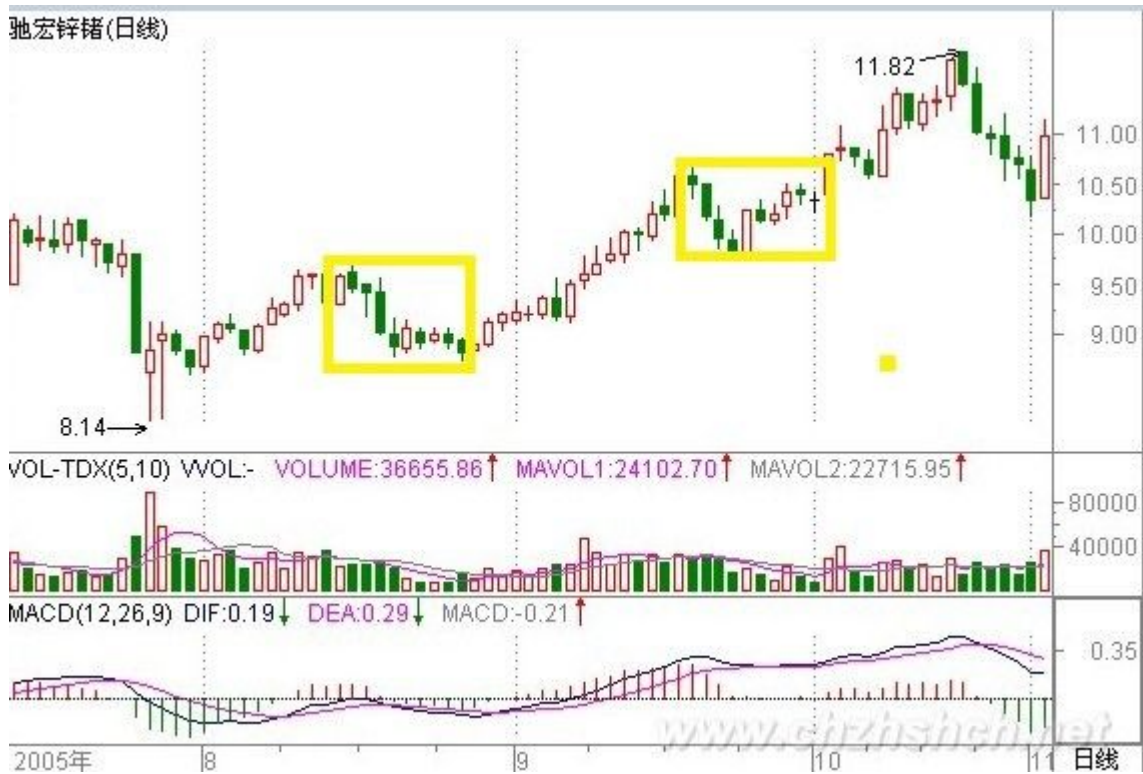 驰宏锌锗(日线)
11.82
11.00
10.50
10.00
9.50
9.00
8.14
VOL-TDX(5,10) VVOL:- VOLUME:36655.86 MAVOL1:24102.70 MAVOL2:22715.95
80000
40000
MACD(12,26,9) DIF:0.19 DEA:0.29 MACD:-0.21
0.35
www.chzhshch.net
2005年 8 9 10 11 日线